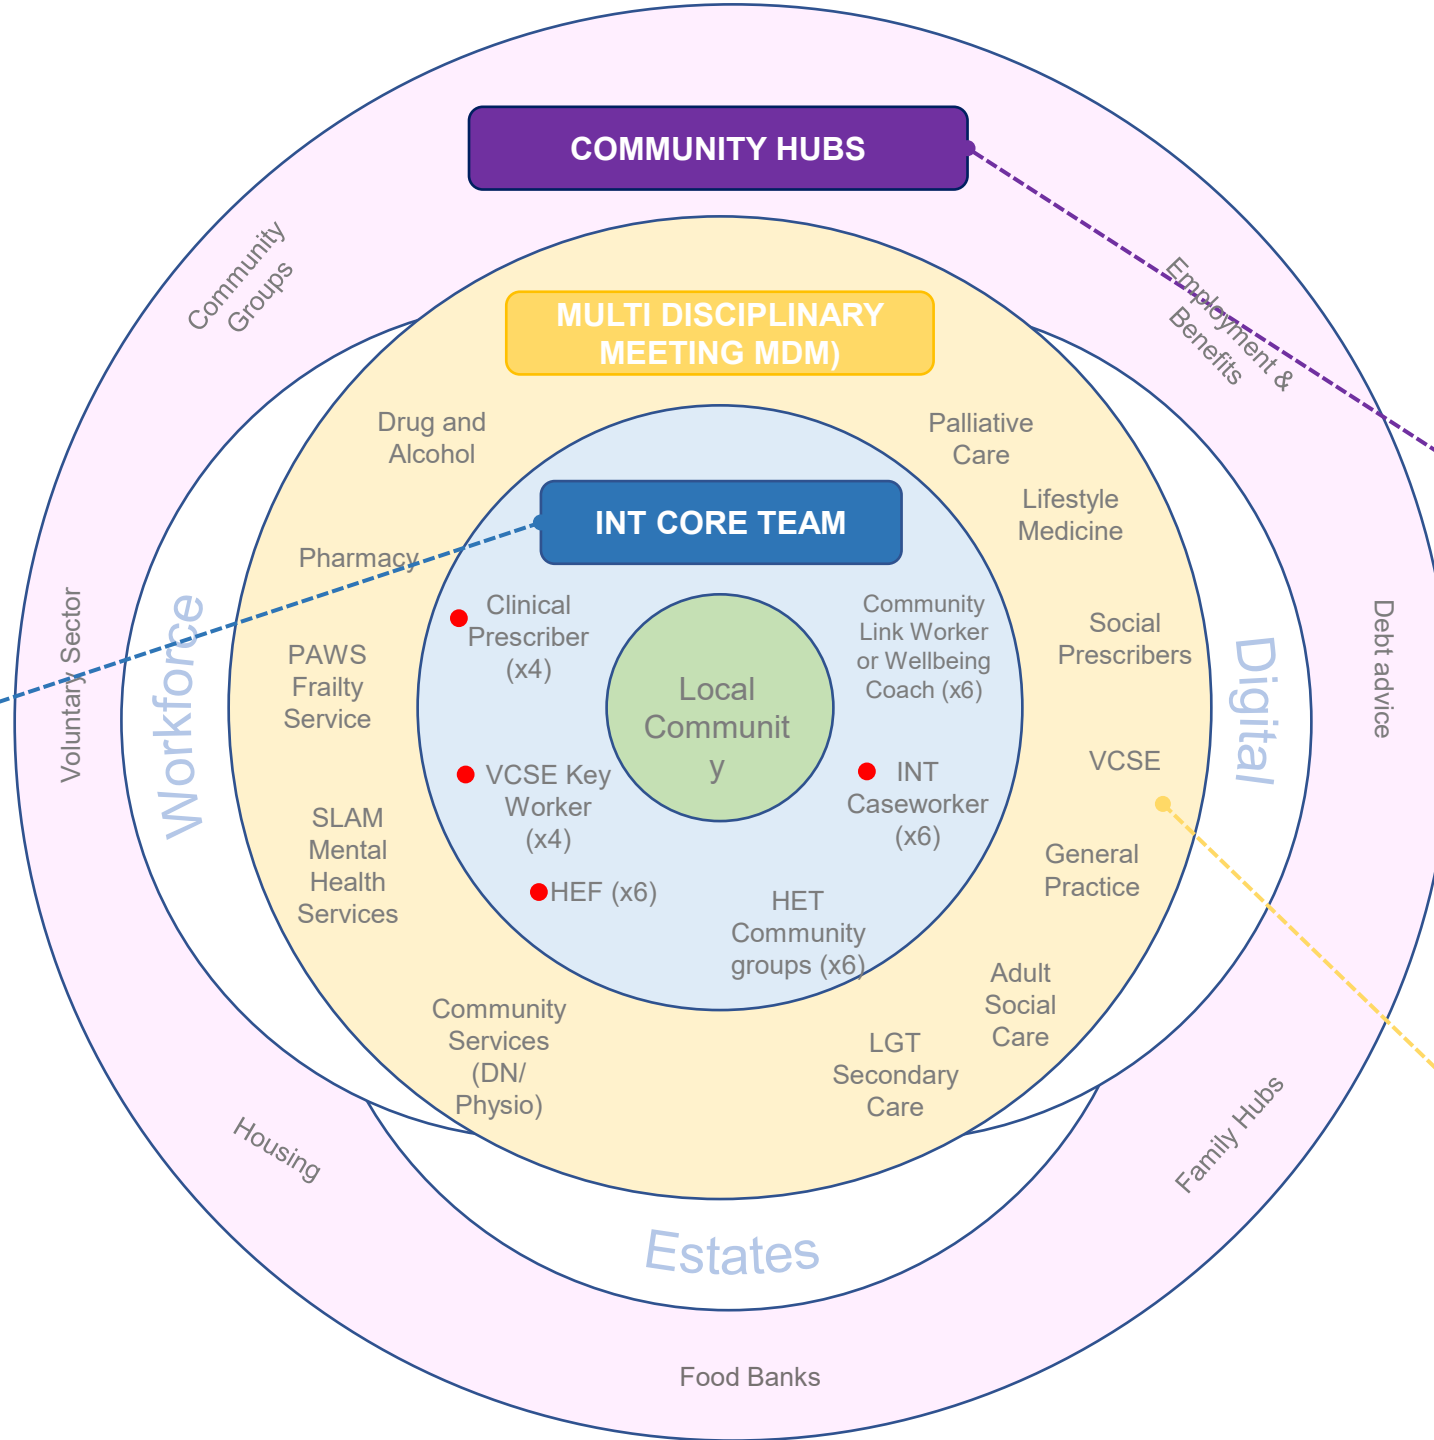 COMMUNITY HUBS
Community
Groups
Employment &
Benefits
MULTI DISCIPLINARY
MEETING MDM)
Drug and
Alcohol
Palliative
Care
Lifestyle
Medicine
INT CORE TEAM
Pharmacy
Clinical
Prescriber
(x4)
Community
Link Worker
or Wellbeing
Coach (x6)
Social
Prescribers
Voluntary Sector
Workforce
PAWS
Frailty
Service
Local
Communit
y
Digital
Debt advice
VCSE Key
Worker
(x4)
INT
Caseworker
(x6)
VCSE
SLAM
Mental
Health
Services
HEF (x6)
HET
Community
groups (x6)
General
Practice
Adult
Social
Care
Community
Services
(DN/
Physio)
LGT
Secondary
Care
Housing
Family Hubs
Estates
Food Banks